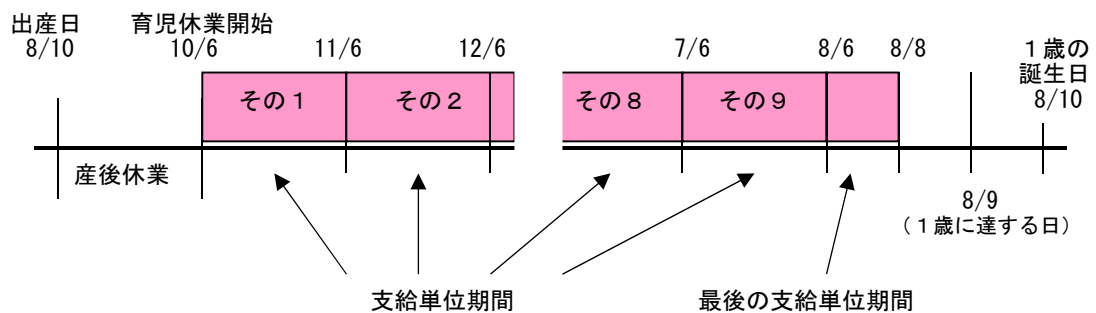 出産日
8/10
育児休業開始
10/6
11/6
12/6
7/6
8/6
8/8
1歳の
誕生日
8/10
その1
その2
その8
その9
産後休業
8/9
(1歳に達する日)
支給単位期間
最後の支給単位期間